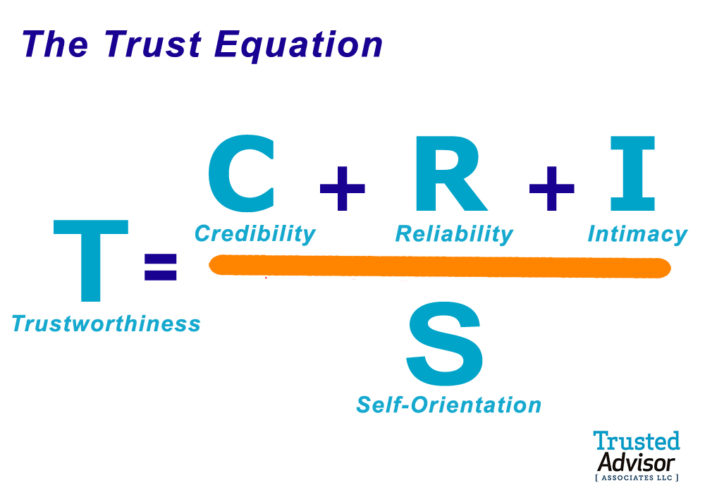 The Trust Equation
T = C + R + I
Credibility Reliability Intimacy
Trustworthiness
S
Self-Orientation
Trusted
Advisor
[ ASSOCIATES LLC ]